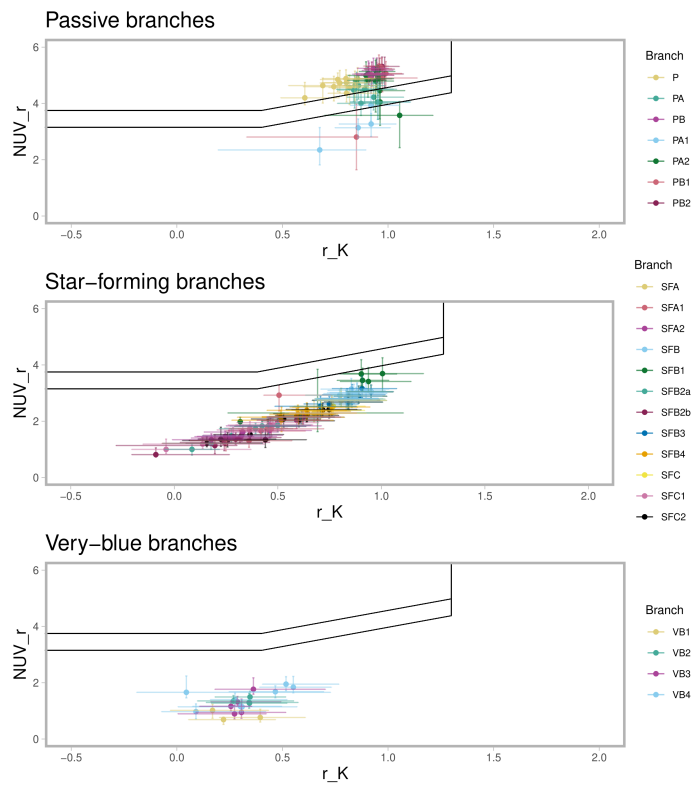 Passive branches
6
4
2
0
NUV_r
−0.5
0.0
0.5
1.0
1.5
2.0
r_K
Branch
P
PA
PB
PA1
PA2
PB1
PB2
Star−forming branches
6
4
2
0
NUV_r
−0.5
0.0
0.5
1.0
1.5
2.0
r_K
Branch
SFA
SFA1
SFA2
SFB
SFB1
SFB2a
SFB2b
SFB3
SFB4
SFC
SFC1
SFC2
Very−blue branches
6
4
2
0
NUV_r
−0.5
0.0
0.5
1.0
1.5
2.0
r_K
Branch
VB1
VB2
VB3
VB4